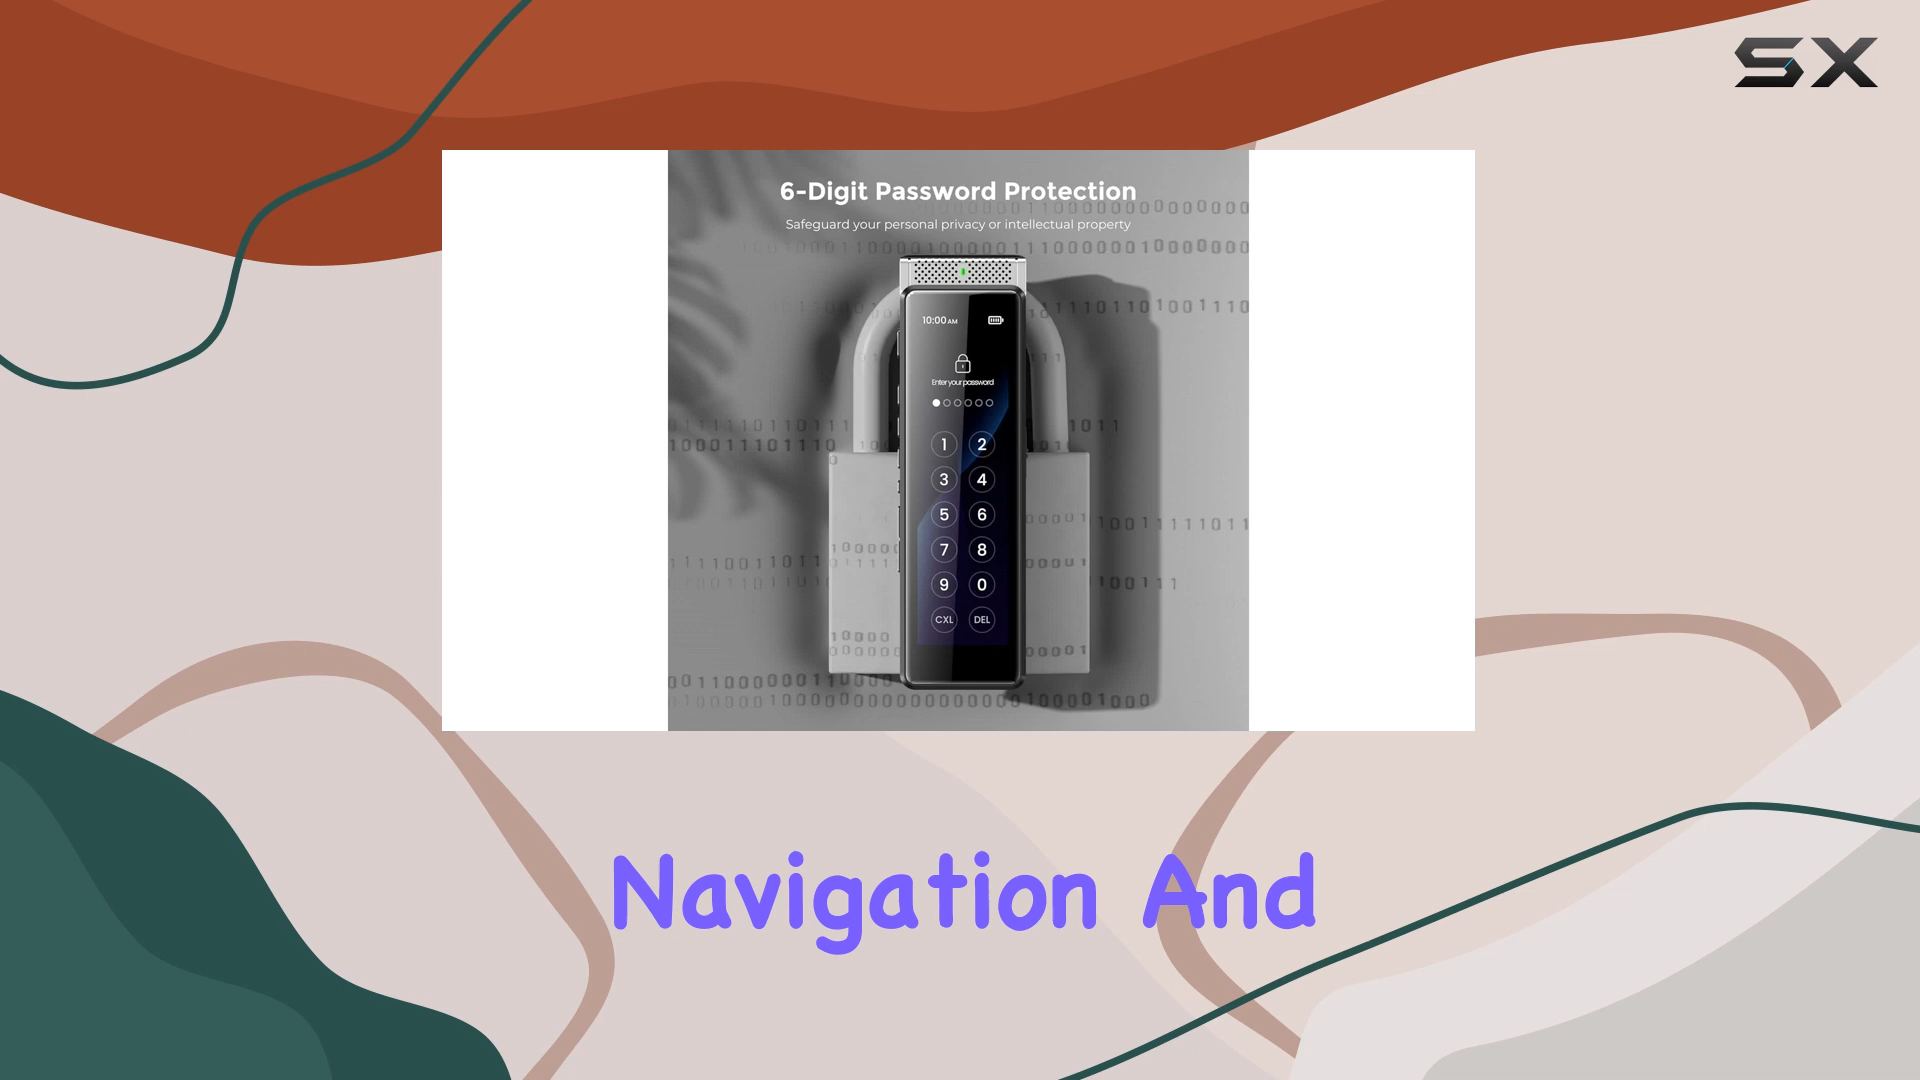 SX
6-Digit Password Protection
Safeguard your personal privacy or intellectual property
10:00 AM
Enter your password
1 2
3 4
5 6
7 8
9 0
CXL DEL
Navigation And